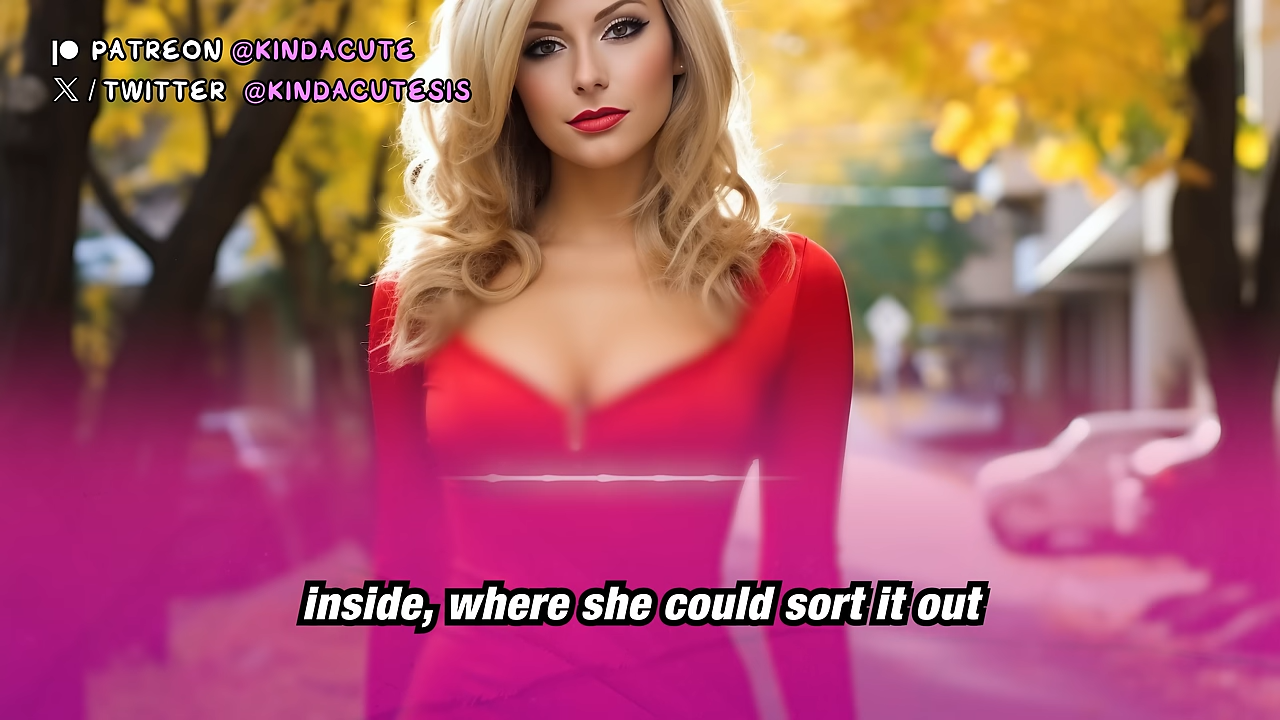 PATREON @KINDACUTE
X / TWITTER @KINDACUTESIS
inside, where she could sort it out